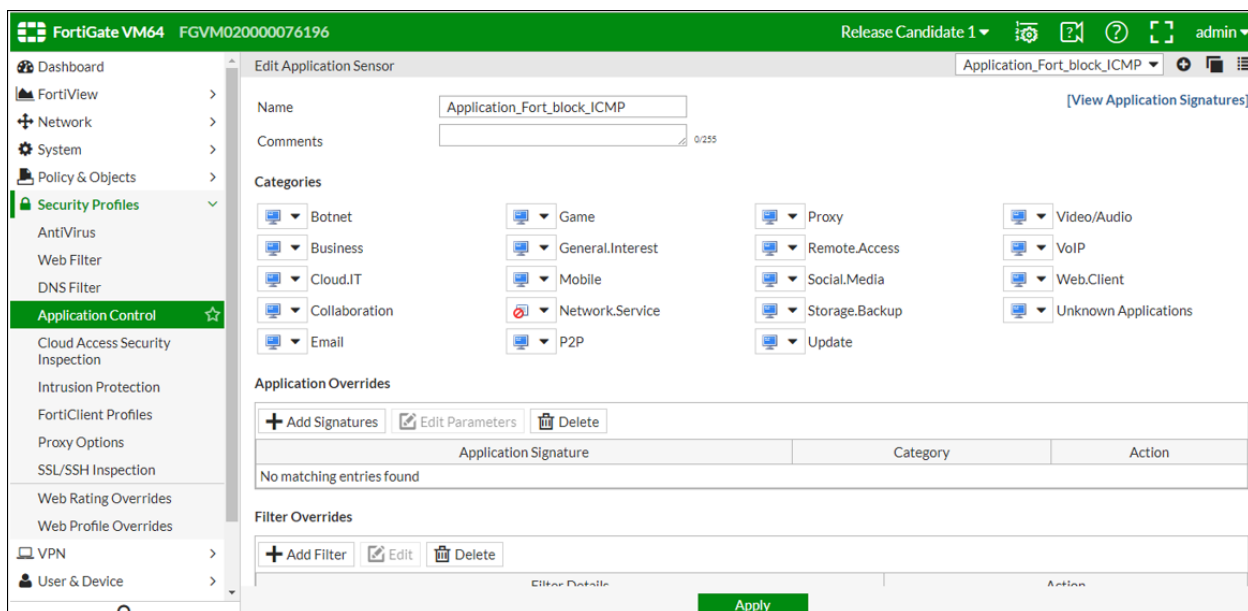 FortiGate VM64 FGVM020000076196 Release Candidate 1 admin
Dashboard
FortiView
Network
System
Policy & Objects
Security Profiles
AntiVirus
Web Filter
DNS Filter
Application Control
Cloud Access Security
Inspection
Intrusion Protection
FortiClient Profiles
Proxy Options
SSL/SSH Inspection
Web Rating Overrides
Web Profile Overrides
VPN
User & Device
Edit Application Sensor Application_Fort_block_ICMP
Name Application_Fort_block_ICMP [View Application Signatures]
Comments 0/255
Categories
Botnet Game Proxy Video/Audio
Business General.Interest Remote.Access VoIP
Cloud.IT Mobile Social.Media Web.Client
Collaboration Network.Service Storage.Backup Unknown Applications
Email P2P Update
Application Overrides
Add Signatures Edit Parameters Delete
Application Signature Category Action
No matching entries found
Filter Overrides
Add Filter Edit Delete
Filter Details Action
Apply